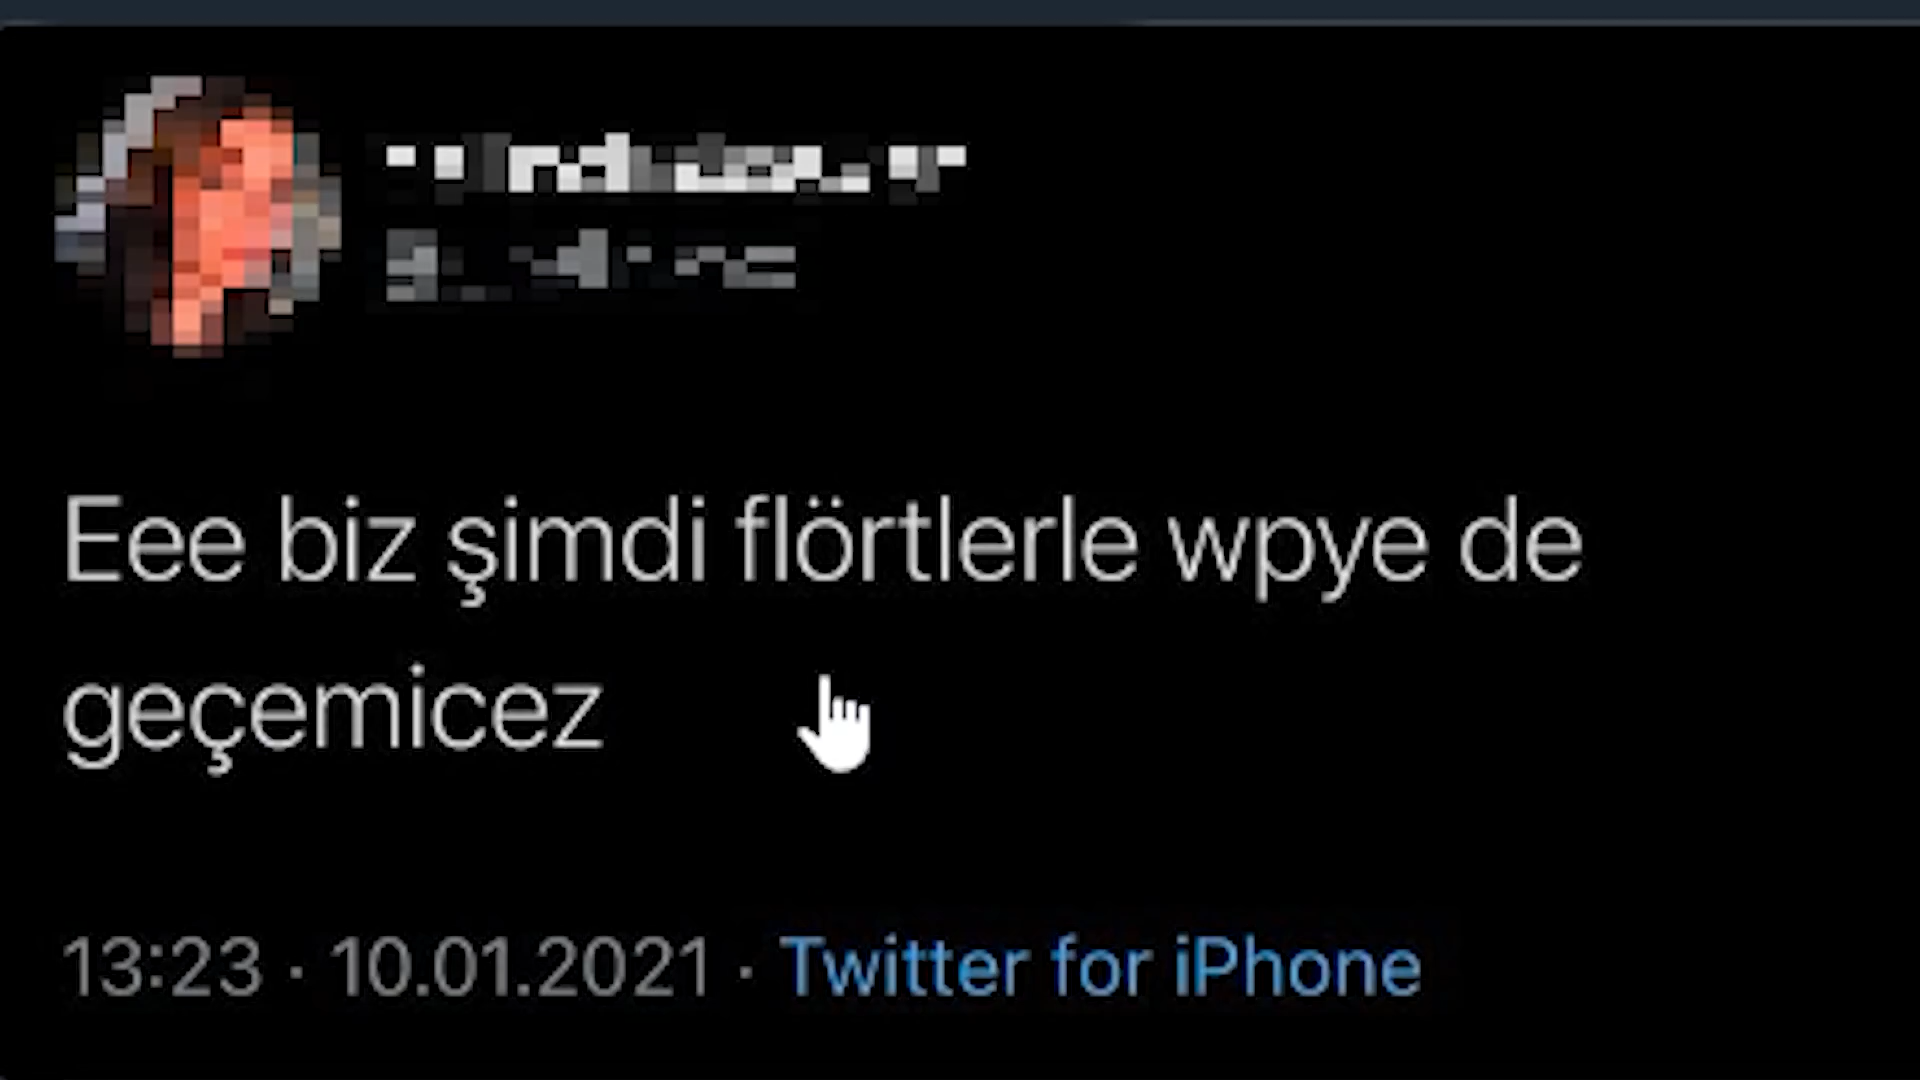 Eee biz şimdi flörtlerle wpye de
geçemicez
13:23 · 10.01.2021 · Twitter for iPhone